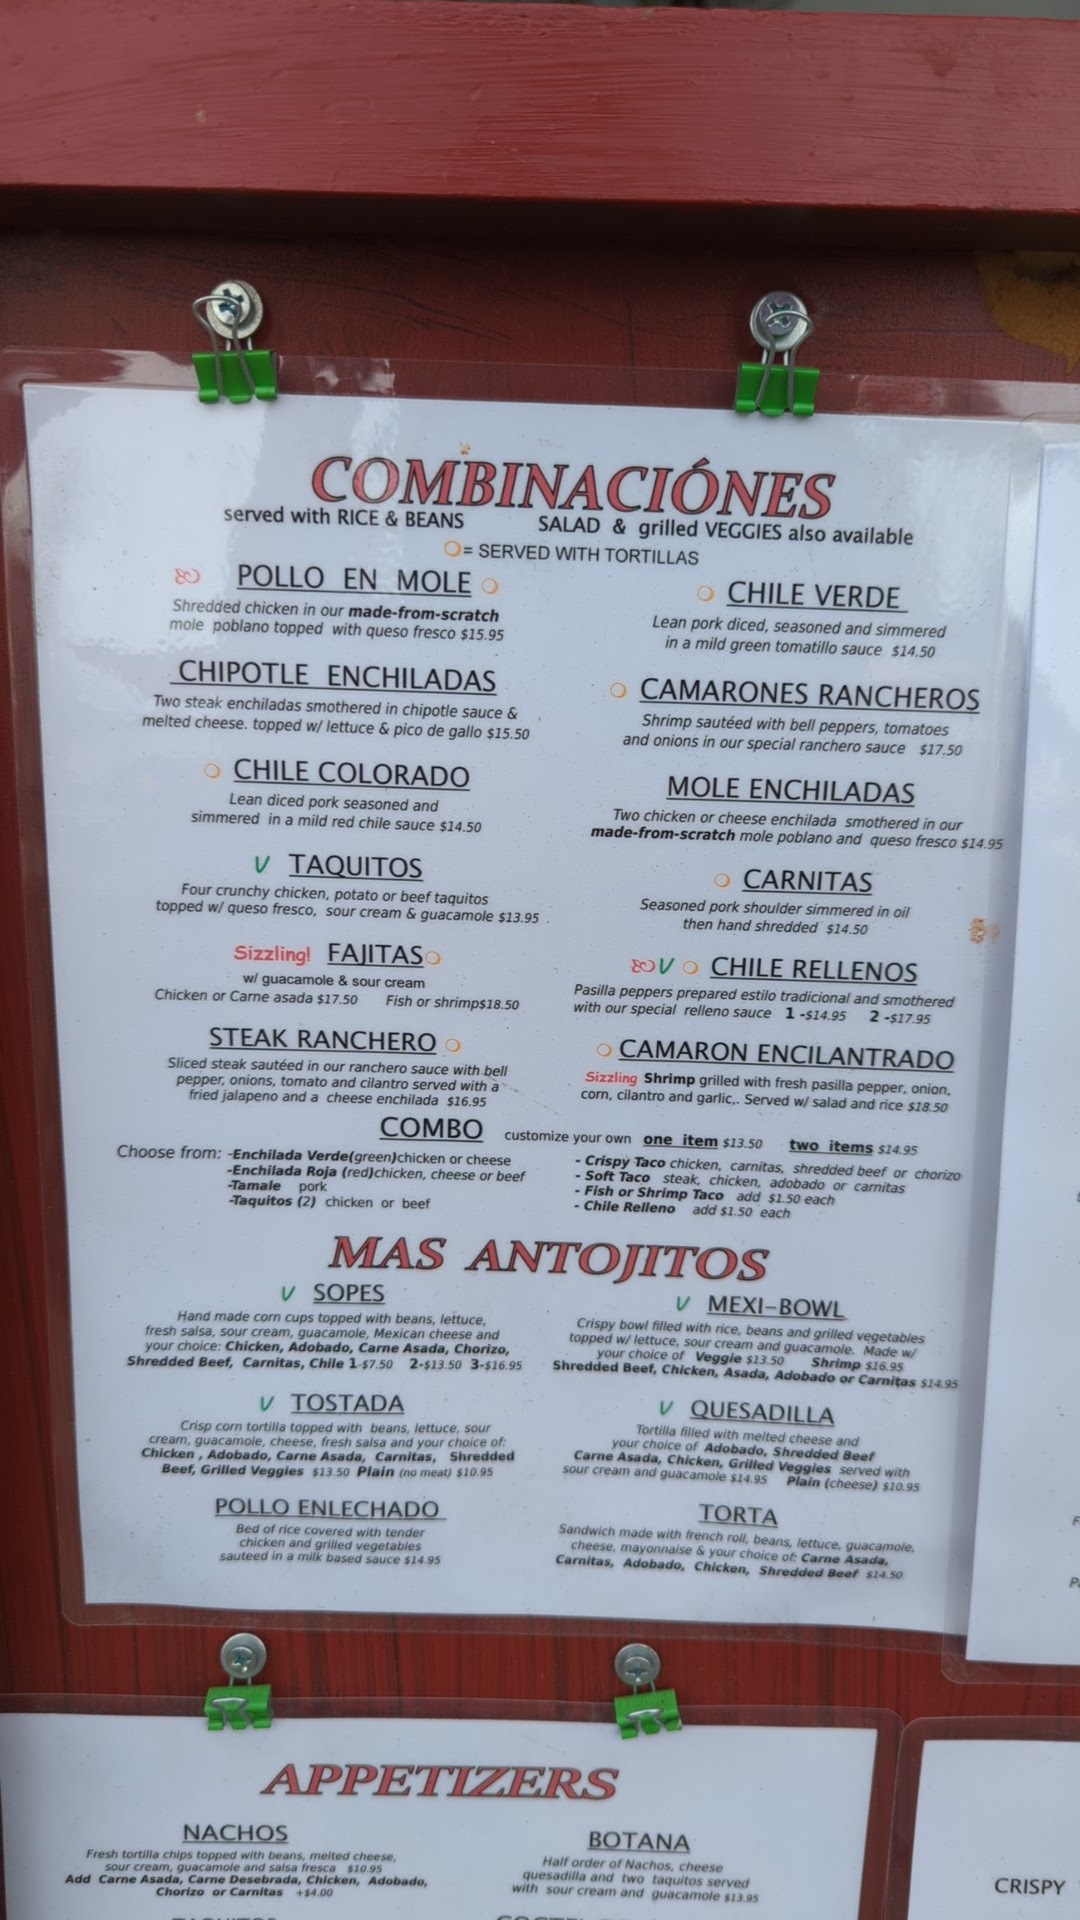 COMBINACIÓNES
served with RICE & BEANS SALAD & grilled VEGGIES also available
= SERVED WITH TORTILLAS
POLLO EN MOLE
Shredded chicken in our made-from-scratch
mole poblano topped with queso fresco $15.95
CHIPOTLE ENCHILADAS
Two steak enchiladas smothered in chipotle sauce &
melted cheese. topped w/ lettuce & pico de gallo $15.50
CHILE COLORADO
Lean diced pork seasoned and
simmered in a mild red chile sauce $14.50
V TAQUITOS
Four crunchy chicken, potato or beef taquitos
topped w/ queso fresco, sour cream & guacamole $13.95
Sizzling! FAJITAS
w/ guacamole & sour cream
Chicken or Carne asada $17.50 Fish or shrimp$18.50
STEAK RANCHERO
Sliced steak sautéed in our ranchero sauce with bell
pepper, onions, tomato and cilantro served with a
fried jalapeno and a cheese enchilada $16.95
CHILE VERDE
Lean pork diced, seasoned and simmered
in a mild green tomatillo sauce $14.50
CAMARONES RANCHEROS
Shrimp sautéed with bell peppers, tomatoes
and onions in our special ranchero sauce $17.50
MOLE ENCHILADAS
Two chicken or cheese enchilada smothered in our
made-from-scratch mole poblano and queso fresco $14.95
CARNITAS
Seasoned pork shoulder simmered in oil
then hand shredded $14.50
V CHILE RELLENOS
Pasilla peppers prepared estilo tradicional and smothered
with our special relleno sauce 1 -$14.95 2 -$17.95
CAMARON ENCILANTRADO
Sizzling Shrimp grilled with fresh pasilla pepper, onion,
corn, cilantro and garlic,. Served w/ salad and rice $18.50
COMBO customize your own one item $13.50 two items $14.95
Choose from: -Enchilada Verde(green)chicken or cheese
-Enchilada Roja (red)chicken, cheese or beef
-Tamale pork
-Taquitos (2) chicken or beef
- Crispy Taco chicken, carnitas, shredded beef or chorizo
- Soft Taco steak, chicken, adobado or carnitas
- Fish or Shrimp Taco add $1.50 each
- Chile Relleno add $1.50 each
MAS ANTOJITOS
V SOPES
Hand made corn cups topped with beans, lettuce,
fresh salsa, sour cream, guacamole, Mexican cheese and
your choice: Chicken, Adobado, Carne Asada, Chorizo,
Shredded Beef, Carnitas, Chile 1-$7.50 2-$13.50 3-$16.95
V TOSTADA
Crisp corn tortilla topped with beans, lettuce, sour
cream, guacamole, cheese, fresh salsa and your choice of:
Chicken , Adobado, Carne Asada, Carnitas, Shredded
Beef, Grilled Veggies $13.50 Plain (no meat) $10.95
POLLO ENLECHADO
Bed of rice covered with tender
chicken and grilled vegetables
sauteed in a milk based sauce $14.95
V MEXI-BOWL
Crispy bowl filled with rice, beans and grilled vegetables
topped w/ lettuce, sour cream and guacamole. Made w/
your choice of Veggie $13.50 Shrimp $16.95
Shredded Beef, Chicken, Asada, Adobado or Carnitas $14.95
V QUESADILLA
Tortilla filled with melted cheese and
your choice of Adobado, Shredded Beef
Carne Asada, Chicken, Grilled Veggies served with
sour cream and guacamole $14.95 Plain (cheese) $10.95
TORTA
Sandwich made with french roll, beans, lettuce, guacamole,
cheese, mayonnaise & your choice of: Carne Asada,
Carnitas, Adobado, Chicken, Shredded Beef $14.50
APPETIZERS
NACHOS
Fresh tortilla chips topped with beans, melted cheese,
sour cream, guacamole and salsa fresca $10.95
Add Carne Asada, Carne Desebrada, Chicken, Adobado,
Chorizo or Carnitas +$4.00
BOTANA
Half order of Nachos, cheese
quesadilla and two taquitos served
with sour cream and guacamole $13.95
CRISPY